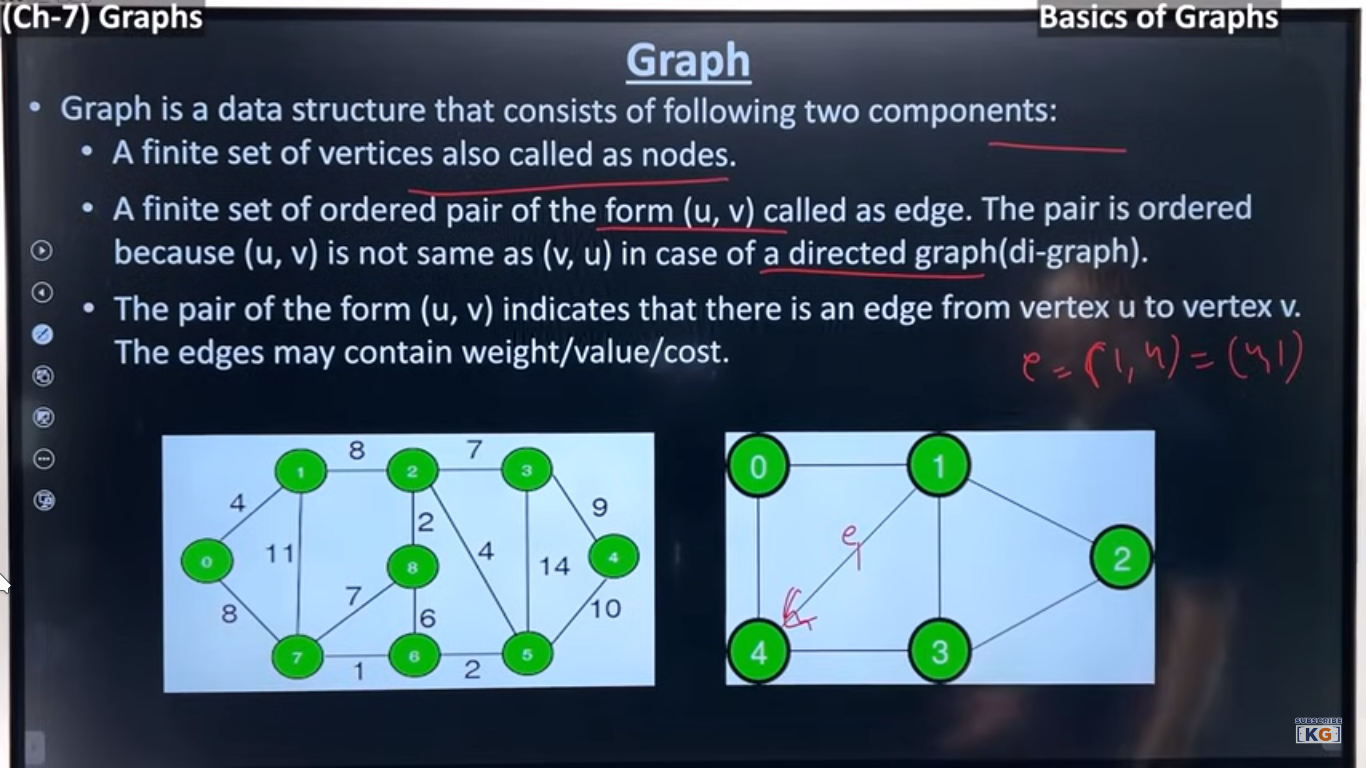 (Ch-7) Graphs
Basics of Graphs
Graph
• Graph is a data structure that consists of following two components:
• A finite set of vertices also called as nodes.
• A finite set of ordered pair of the form (u, v) called as edge. The pair is ordered
because (u, v) is not same as (v, u) in case of a directed graph(di-graph).
• The pair of the form (u, v) indicates that there is an edge from vertex u to vertex v.
The edges may contain weight/value/cost.
e = (1, 4) = (4,1)
8 7
1 2 3
4 9
2
0 11 4 14 4
8
7
8 6 10
7 6 5
1 2
0 1
e1
2
4 3
SUBSCRIBE
[KG]